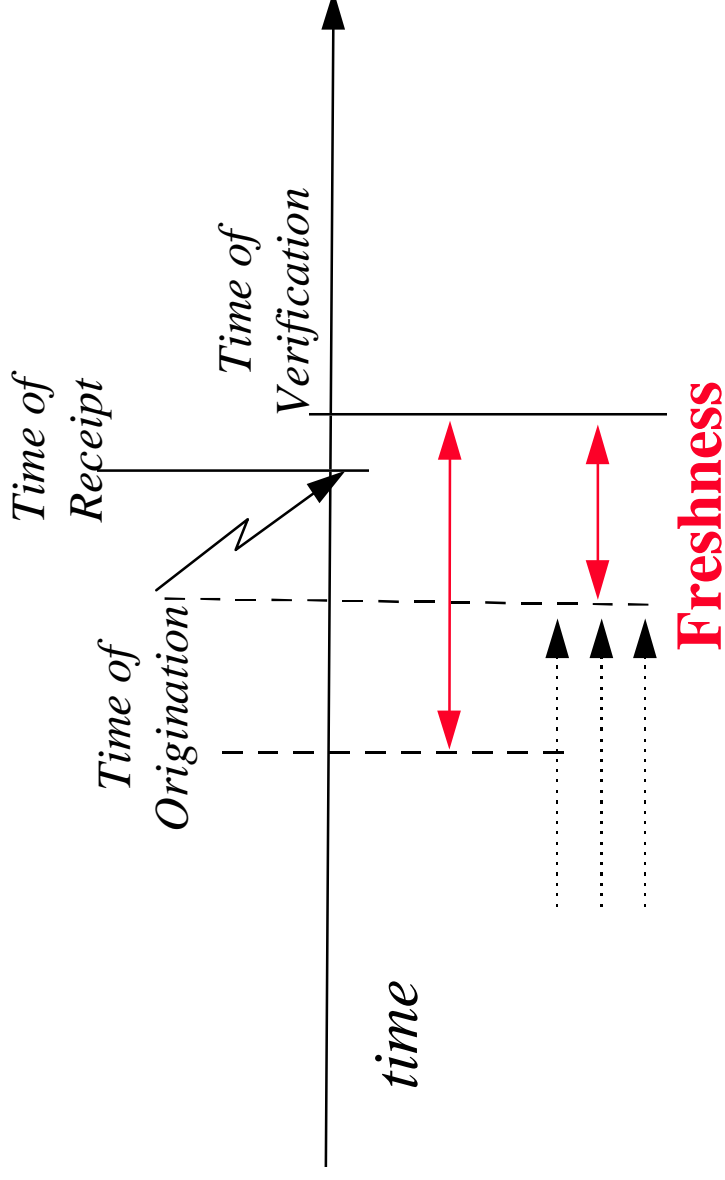 Time of
Receipt
Time of
Origination
Time of
Verification
time
Freshness